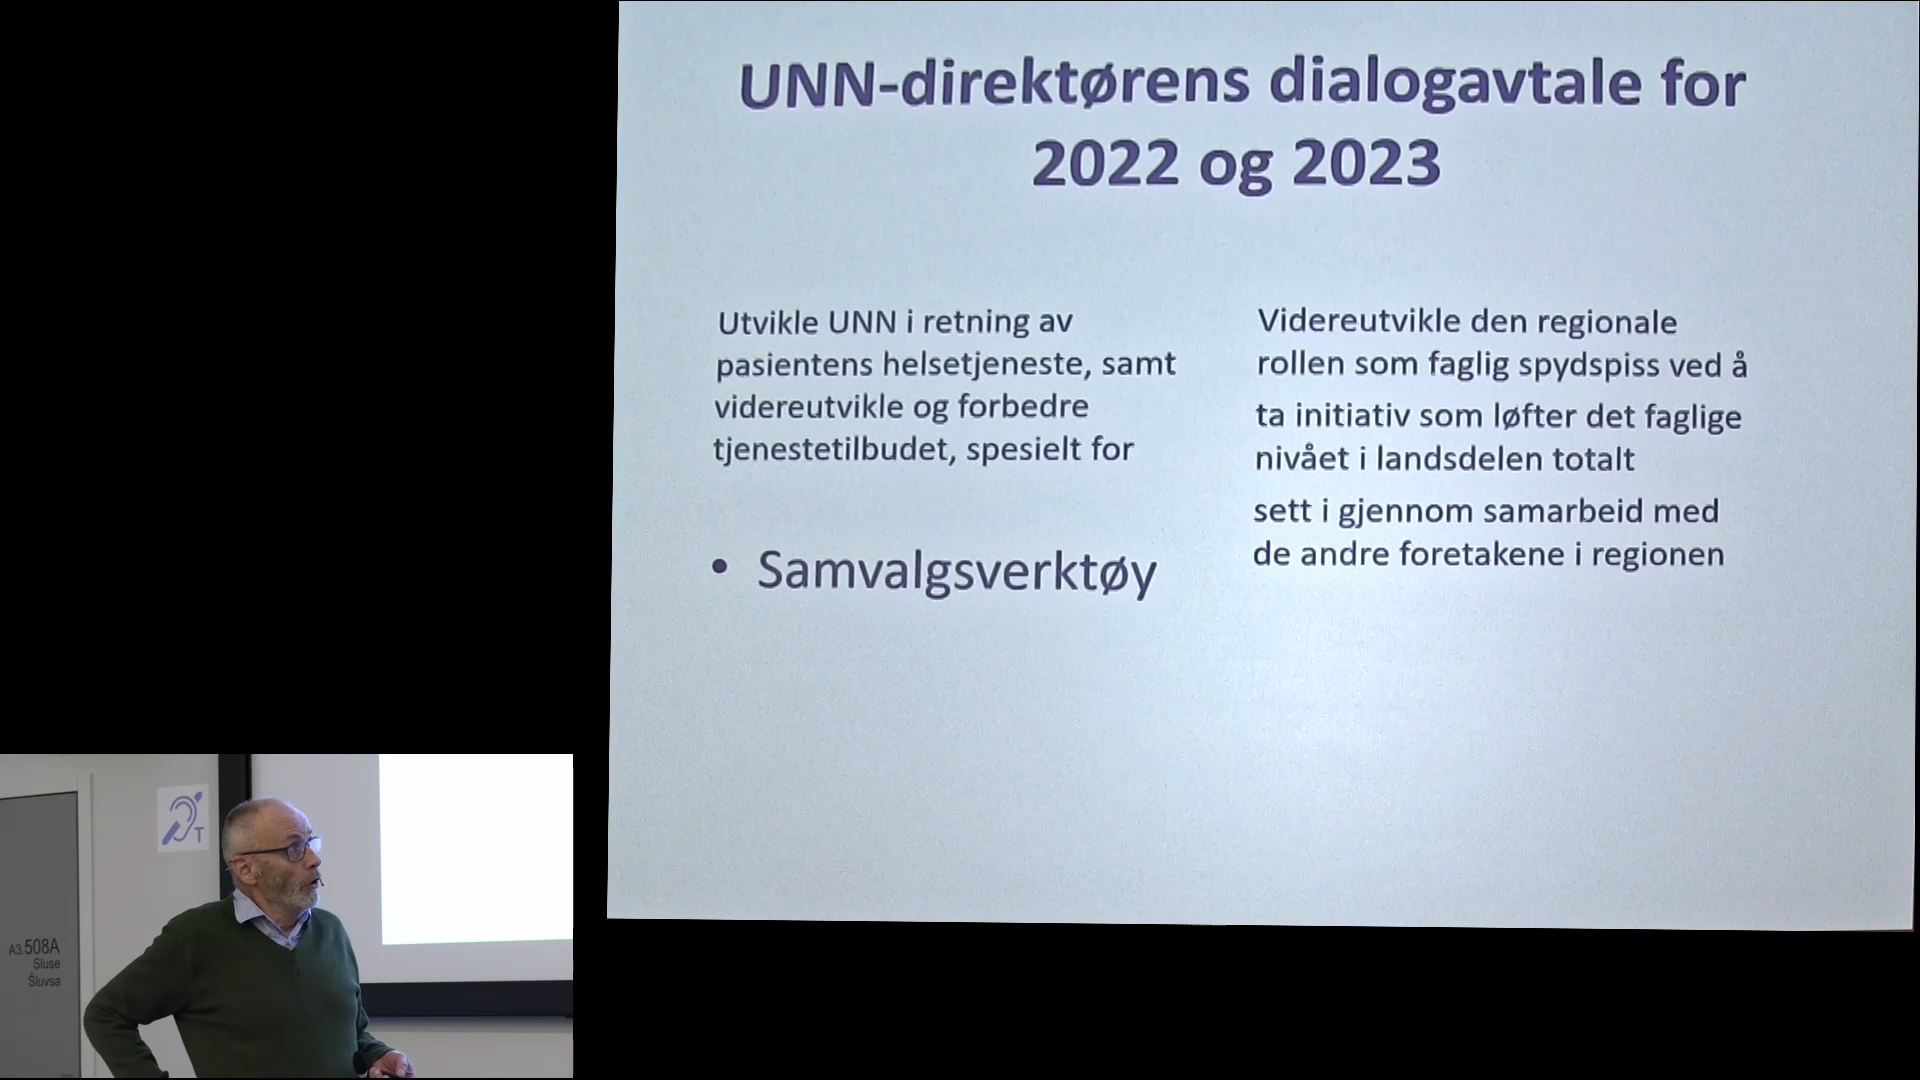 UNN-direktørens dialogavtale for
2022 og 2023
Utvikle UNN i retning av
pasientens helsetjeneste, samt
videreutvikle og forbedre
tjenestetilbudet, spesielt for
• Samvalgsverktøy
Videreutvikle den regionale
rollen som faglig spydspiss ved å
ta initiativ som løfter det faglige
nivået i landsdelen totalt
sett i gjennom samarbeid med
de andre foretakene i regionen
T
A3.508A
Sluse
Šluvsa